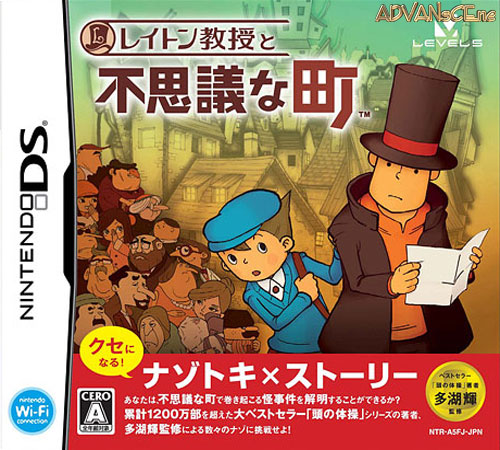 ADVANsCE.ne
レイトン教授と
不思議な町™
LEVEL5
NINTENDO DS
クセに
なる!
ナゾトキ×ストーリー
あなたは、不思議な町で巻き起こる怪事件を解明することができるか?
累計1200万部を超えた大ベストセラー「頭の体操」シリーズの著者、
多湖輝監修による数々のナゾに挑戦せよ!
ベストセラー
「頭の体操」著者
多湖輝
監修
Nintendo
Wi-Fi
connection
CERO
A
全年齢対象
NTR-A5FJ-JPN